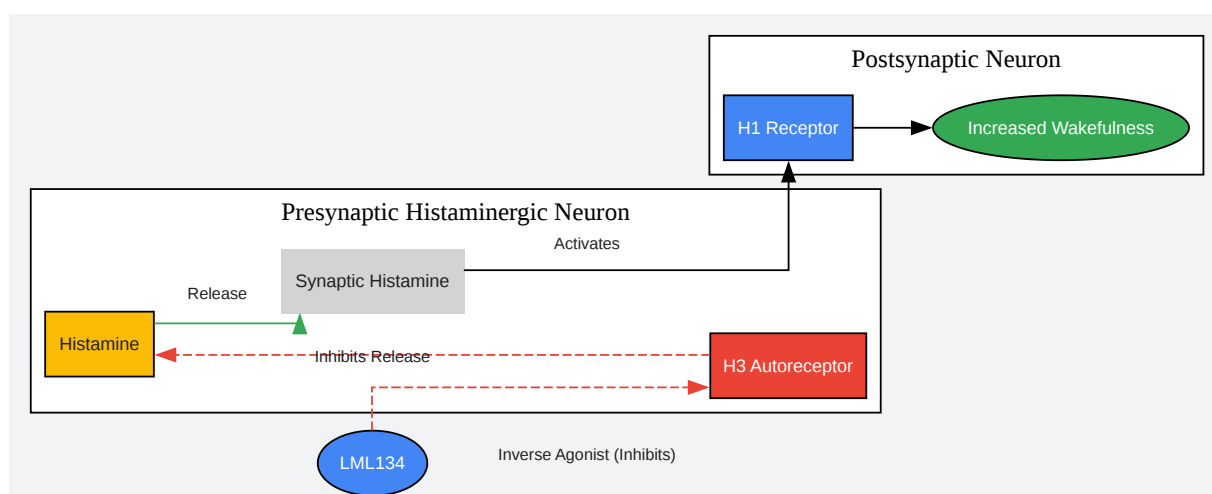 Postsynaptic Neuron
H1 Receptor
Increased Wakefulness
Presynaptic Histaminergic Neuron
Activates
Synaptic Histamine
Release
Histamine
Inhibits Release
H3 Autoreceptor
Inverse Agonist (Inhibits)
LML134